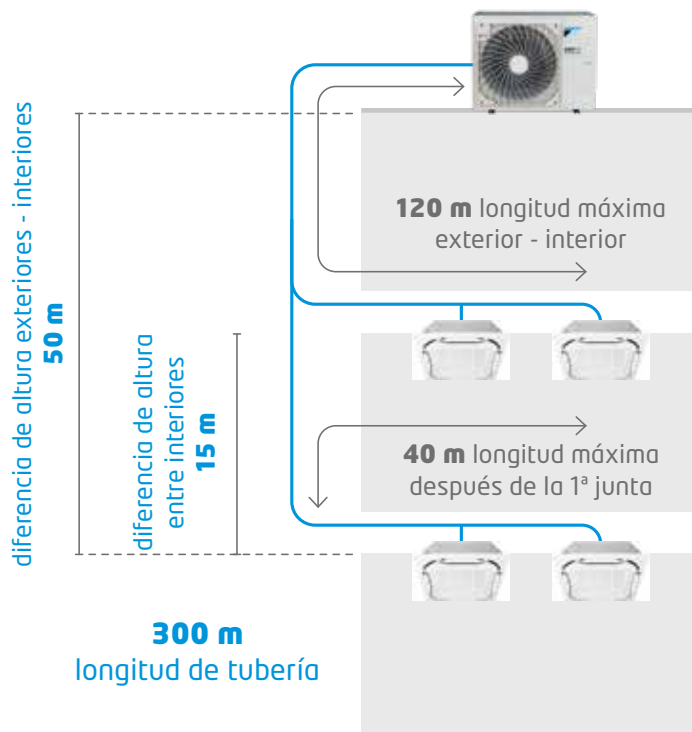 120 m longitud máxima
exterior - interior
diferencia de altura exteriores - interiores
50 m
diferencia de altura
entre interiores
15 m
40 m longitud máxima
después de la 1ª junta
300 m
longitud de tubería